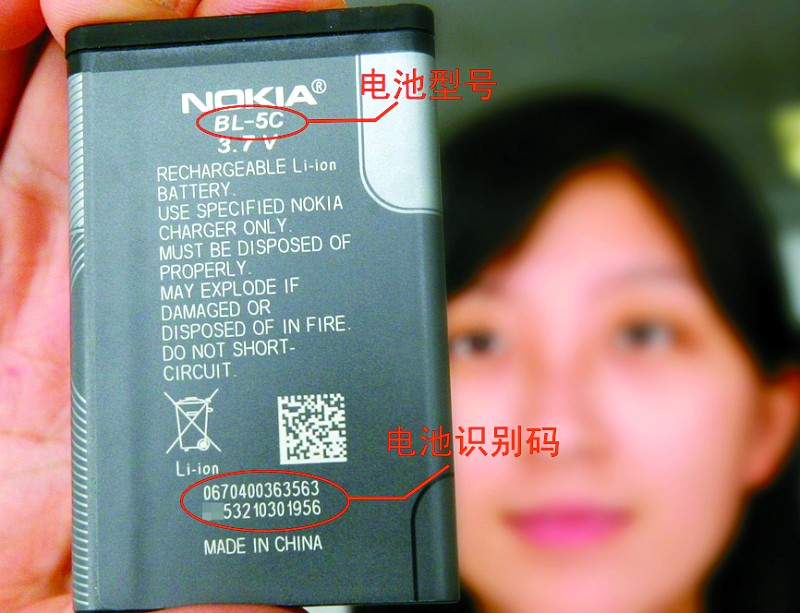 NOKIA®
电池型号
BL-5C
3.7 V
RECHARGEABLE Li-ion
BATTERY.
USE SPECIFIED NOKIA
CHARGER ONLY.
MUST BE DISPOSED OF
PROPERLY.
MAY EXPLODE IF
DAMAGED OR
DISPOSED OF IN FIRE.
DO NOT SHORT-
CIRCUIT.
电池识别码
Li-ion
0670400363563
53210301956
MADE IN CHINA